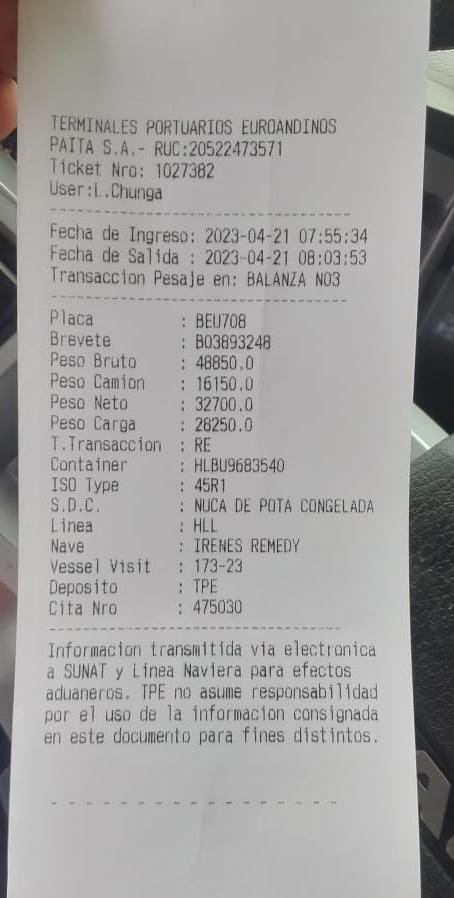 TERMINALES PORTUARIOS EUROANDINOS
PAITA S.A.- RUC:20522473571
Ticket Nro: 1027382
User:L.Chunga
Fecha de Ingreso: 2023-04-21 07:55:34
Fecha de Salida : 2023-04-21 08:03:53
Transaccion Pesaje en: BALANZA NO3
Placa : BEU708
Brevete : B03893248
Peso Bruto : 48850.0
Peso Camion : 16150.0
Peso Neto : 32700.0
Peso Carga : 28250.0
T.Transaccion : RE
Container : HLBU9683540
ISO Type : 45R1
S.D.C. : NUCA DE POTA CONGELADA
Linea : HLL
Nave : IRENES REMEDY
Vessel Visit : 173-23
Deposito : TPE
Cita Nro : 475030
Informacion transmitida via electronica
a SUNAT y Linea Naviera para efectos
aduaneros. TPE no asume responsabilidad
por el uso de la informacion consignada
en este documento para fines distintos.